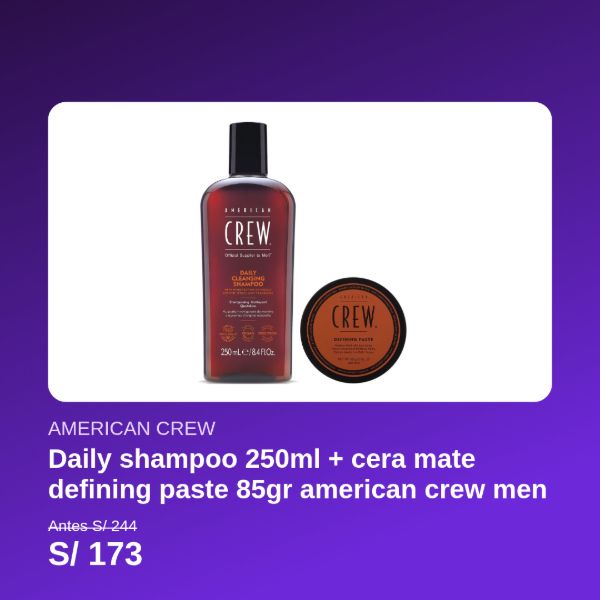 AMERICAN
CREW
Official Supplier to Men
DAILY
CLEANSING
SHAMPOO
250 mL ℮ / 8.4 Fl.Oz.
AMERICAN
CREW
DEFINING PASTE
AMERICAN CREW
Daily shampoo 250ml + cera mate
defining paste 85gr american crew men
Antes S/ 244
S/ 173